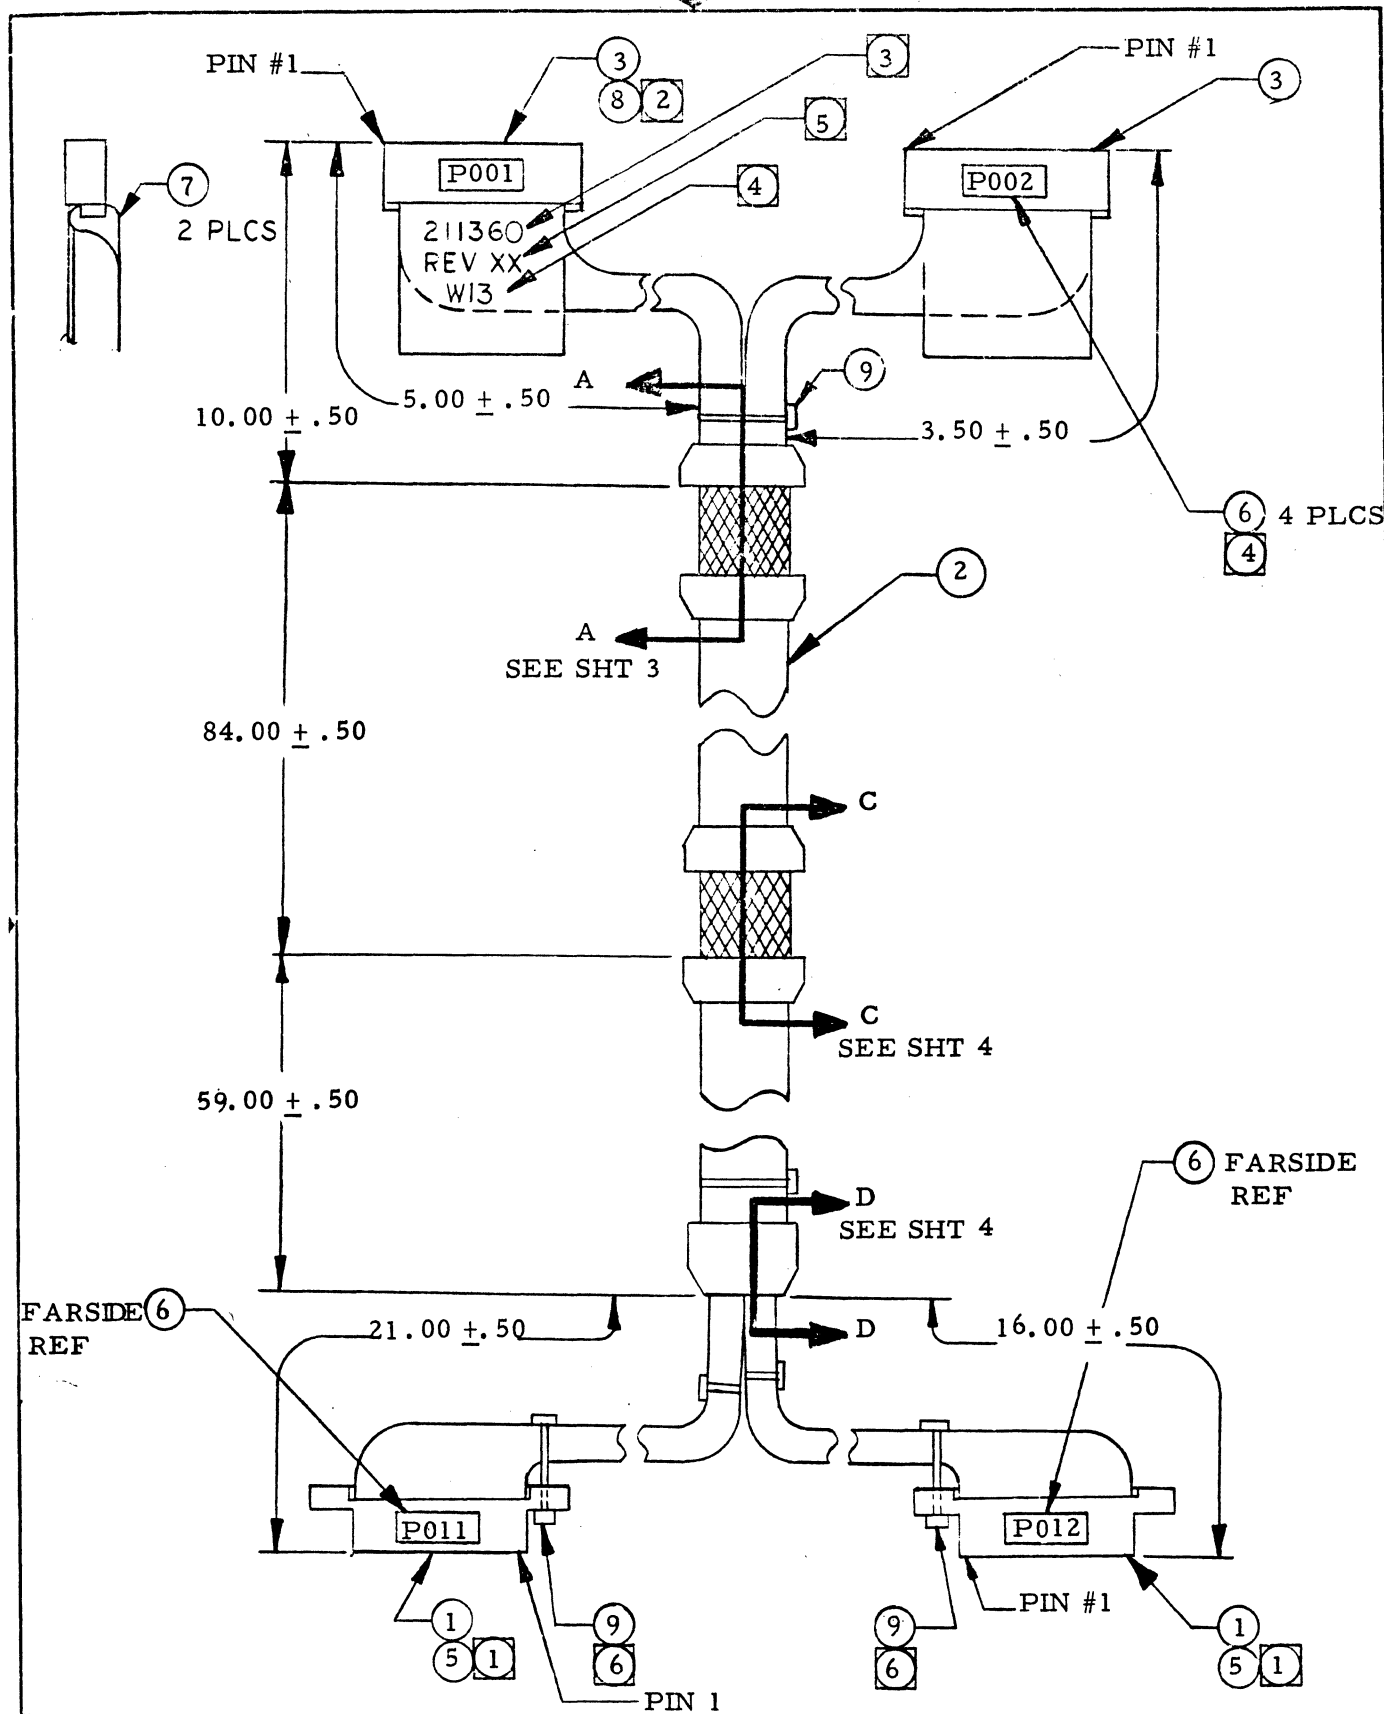 PIN #1
3
8 2
3
5
4
PIN #1
3
7
2 PLCS
P001
211360
REV XX
W13
P002
A
9
10.00 ± .50
5.00 ± .50
3.50 ± .50
6 4 PLCS
4
2
A
SEE SHT 3
84.00 ± .50
C
C
SEE SHT 4
59.00 ± .50
6 FARSIDE
REF
D
SEE SHT 4
FARSIDE 6
REF
21.00 ± .50
D
16.00 ± .50
P011
P012
PIN #1
1
5 1
9
6
9
6
1
5 1
PIN 1